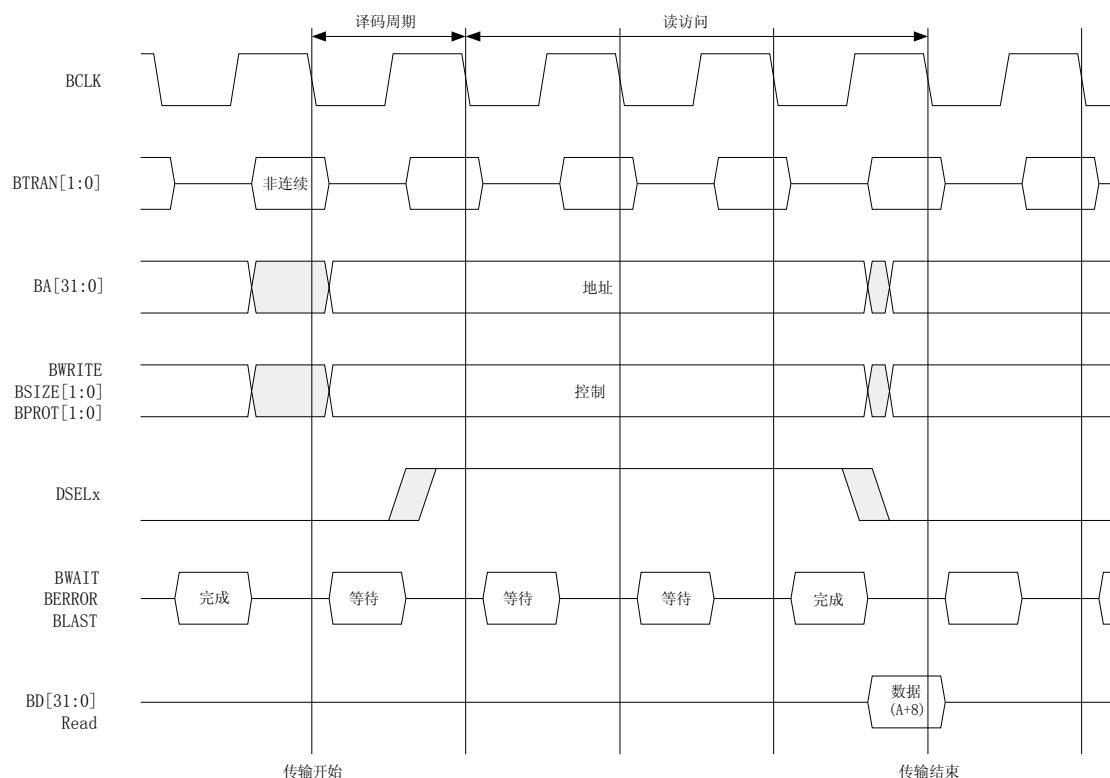 译码周期
读访问
BCLK
BTRAN[1:0]
非连续
BA[31:0]
地址
BWRITE
BSIZE[1:0]
BPROT[1:0]
控制
DSELx
BWAIT
BERROR
BLAST
完成
等待
等待
等待
完成
BD[31:0]
Read
数据
(A+8)
传输开始
传输结束